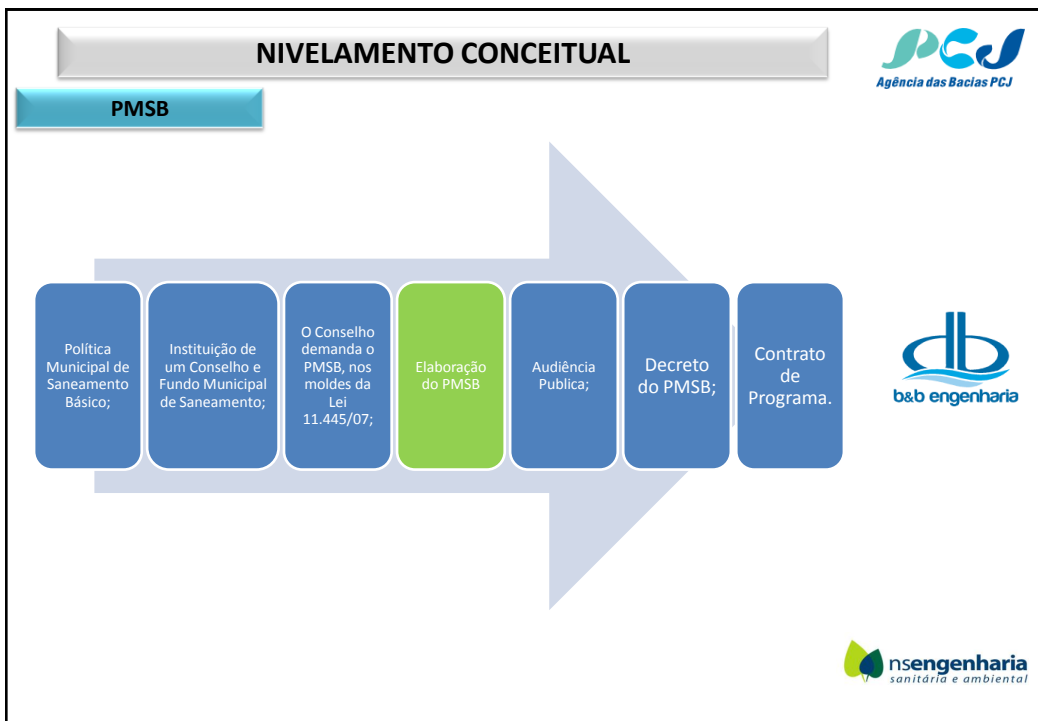 NIVELAMENTO CONCEITUAL
PCJ
Agência das Bacias PCJ
PMSB
Política
Municipal de
Saneamento
Básico;
Instituição de
um Conselho e
Fundo Municipal
de Saneamento;
O Conselho
demanda o
PMSB, nos
moldes da
Lei
11.445/07;
Elaboração
do PMSB
Audiência
Publica;
Decreto
do PMSB;
Contrato
de
Programa.
b&b engenharia
nsengenharia
sanitária e ambiental